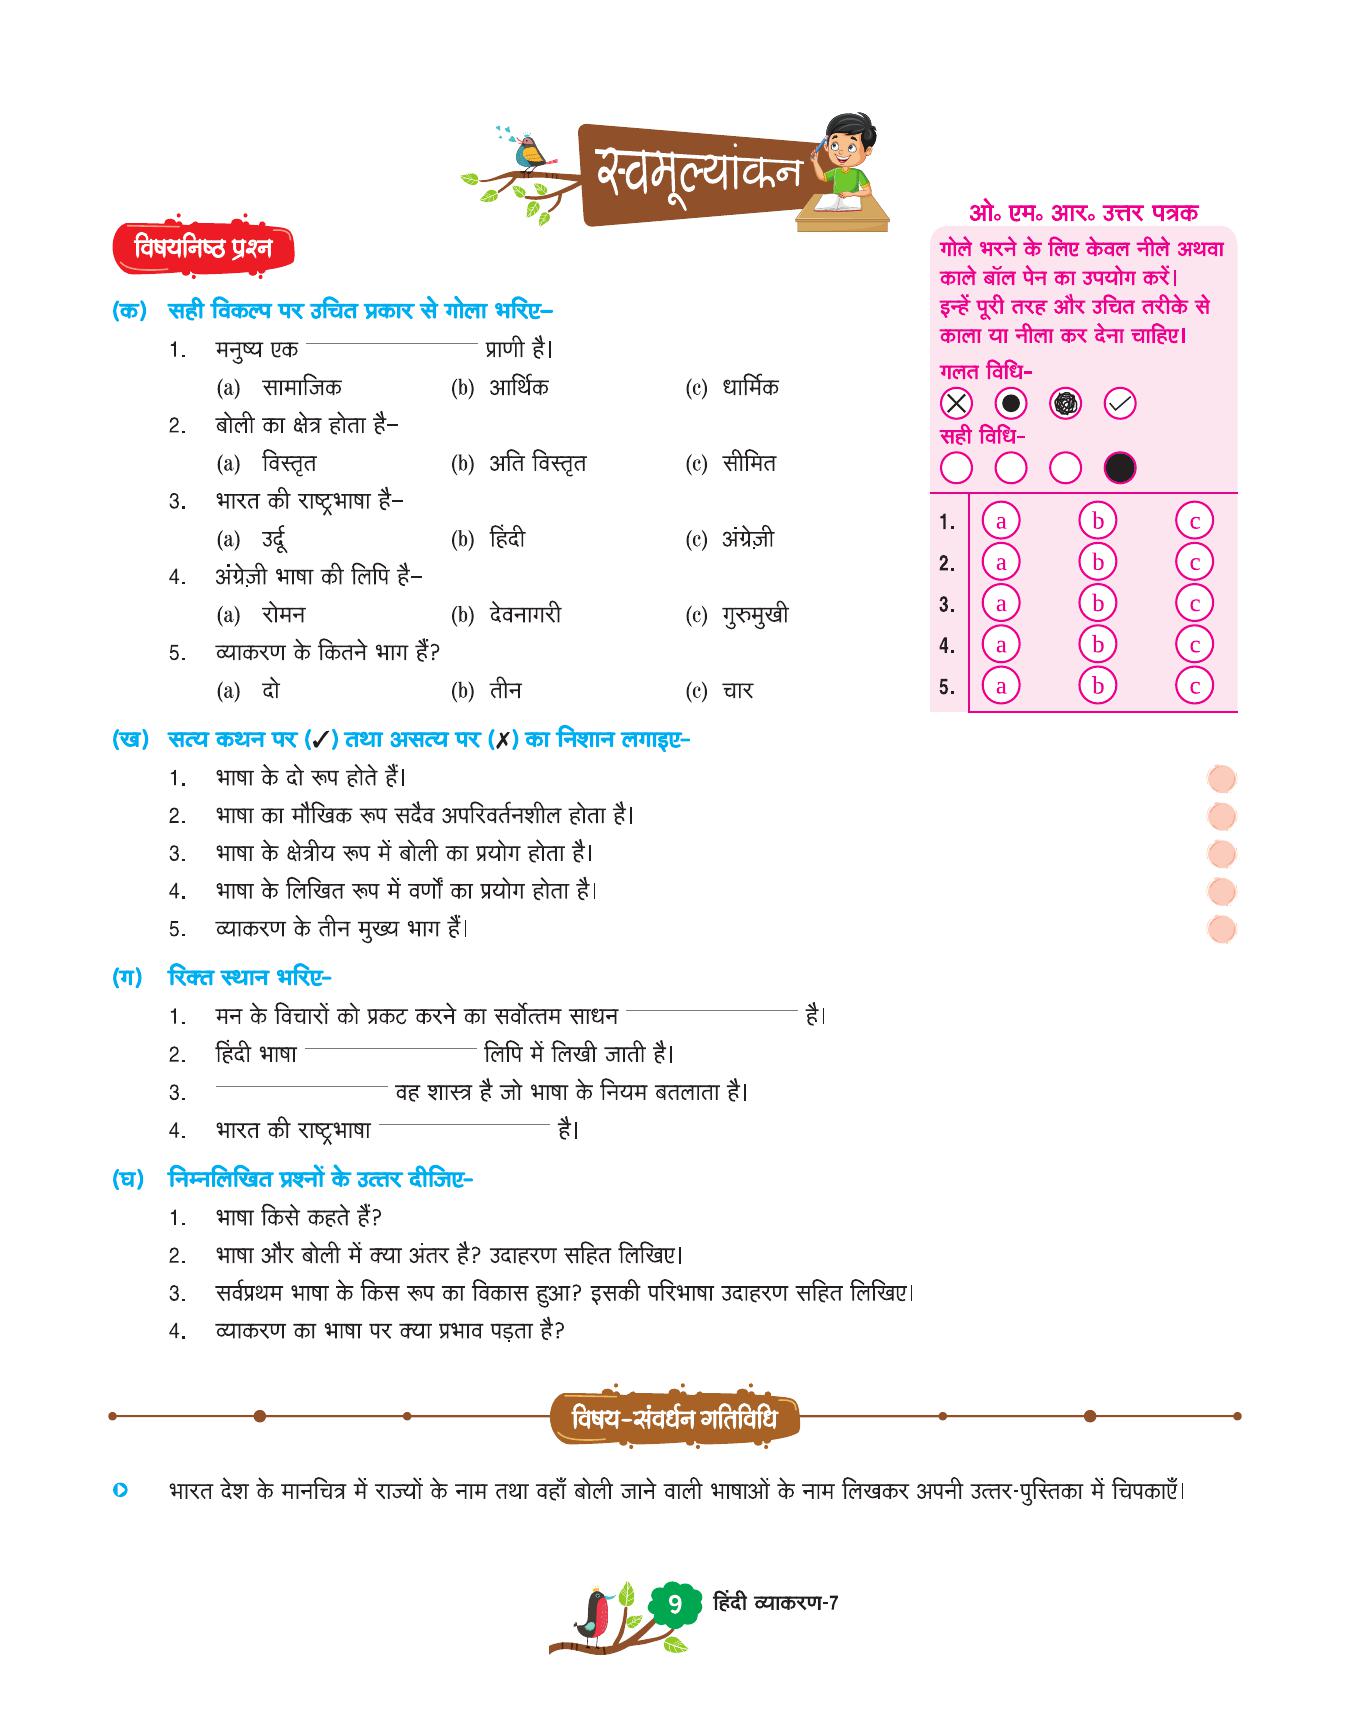 स्वमूल्यांकन
विषयनिष्ठ प्रश्न
(क) सही विकल्प पर उचित प्रकार से गोला भरिए–
1. मनुष्य एक ____________ प्राणी है।
(a) सामाजिक (b) आर्थिक (c) धार्मिक
2. बोली का क्षेत्र होता है–
(a) विस्तृत (b) अति विस्तृत (c) सीमित
3. भारत की राष्ट्रभाषा है–
(a) उर्दू (b) हिंदी (c) अंग्रेज़ी
4. अंग्रेज़ी भाषा की लिपि है–
(a) रोमन (b) देवनागरी (c) गुरुमुखी
5. व्याकरण के कितने भाग हैं?
(a) दो (b) तीन (c) चार
ओ॰ एम॰ आर॰ उत्तर पत्रक
गोले भरने के लिए केवल नीले अथवा
काले बॉल पेन का उपयोग करें।
इन्हें पूरी तरह और उचित तरीके से
काला या नीला कर देना चाहिए।
गलत विधि–
सही विधि–
1. a b c
2. a b c
3. a b c
4. a b c
5. a b c
(ख) सत्य कथन पर (✓) तथा असत्य पर (✗) का निशान लगाइए–
1. भाषा के दो रूप होते हैं।
2. भाषा का मौखिक रूप सदैव अपरिवर्तनशील होता है।
3. भाषा के क्षेत्रीय रूप में बोली का प्रयोग होता है।
4. भाषा के लिखित रूप में वर्णों का प्रयोग होता है।
5. व्याकरण के तीन मुख्य भाग हैं।
(ग) रिक्त स्थान भरिए–
1. मन के विचारों को प्रकट करने का सर्वोत्तम साधन ____________ है।
2. हिंदी भाषा ____________ लिपि में लिखी जाती है।
3. ____________ वह शास्त्र है जो भाषा के नियम बतलाता है।
4. भारत की राष्ट्रभाषा ____________ है।
(घ) निम्नलिखित प्रश्नों के उत्तर दीजिए–
1. भाषा किसे कहते हैं?
2. भाषा और बोली में क्या अंतर है? उदाहरण सहित लिखिए।
3. सर्वप्रथम भाषा के किस रूप का विकास हुआ? इसकी परिभाषा उदाहरण सहित लिखिए।
4. व्याकरण का भाषा पर क्या प्रभाव पड़ता है?
विषय–संवर्धन गतिविधि
भारत देश के मानचित्र में राज्यों के नाम तथा वहाँ बोली जाने वाली भाषाओं के नाम लिखकर अपनी उत्तर-पुस्तिका में चिपकाएँ।
9 हिंदी व्याकरण-7